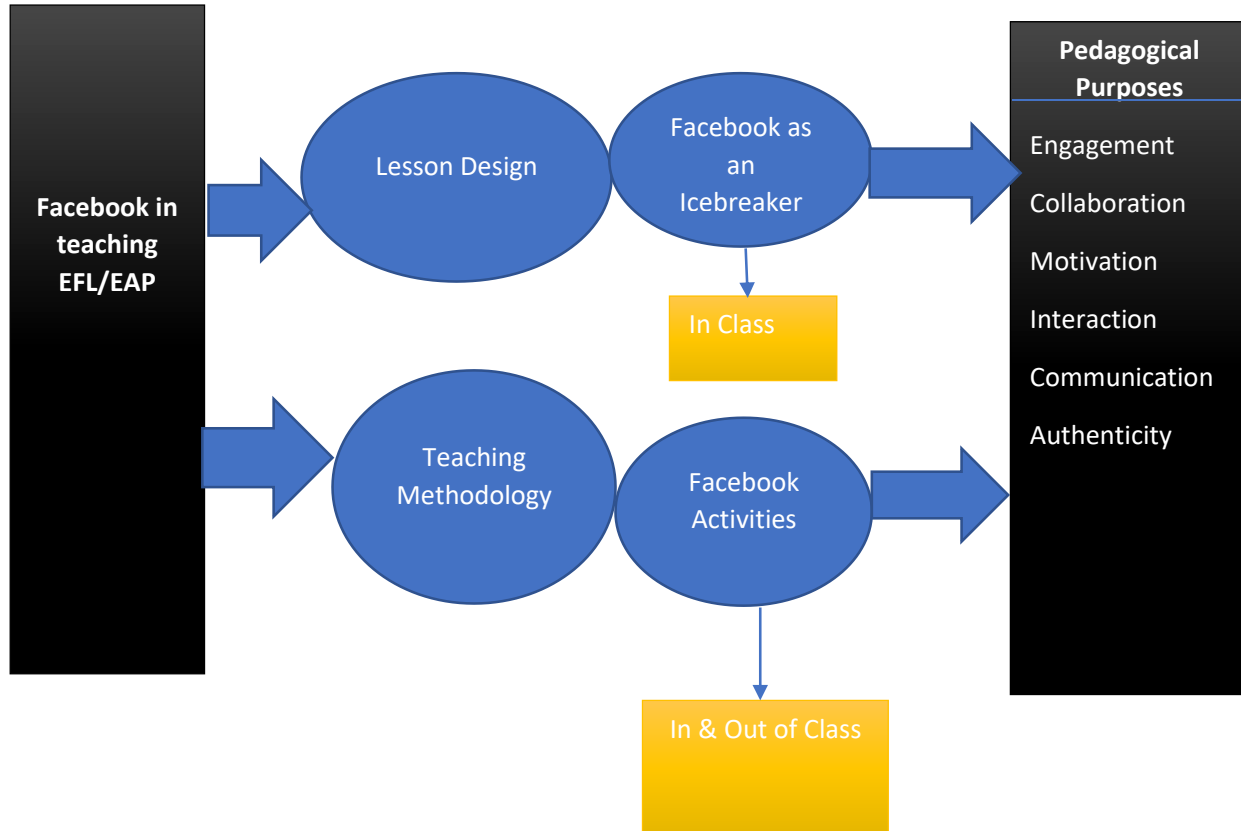 Facebook in
teaching
EFL/EAP
Lesson Design
Facebook as
an
Icebreaker
In Class
Teaching
Methodology
Facebook
Activities
In & Out of Class
Pedagogical
Purposes
Engagement
Collaboration
Motivation
Interaction
Communication
Authenticity